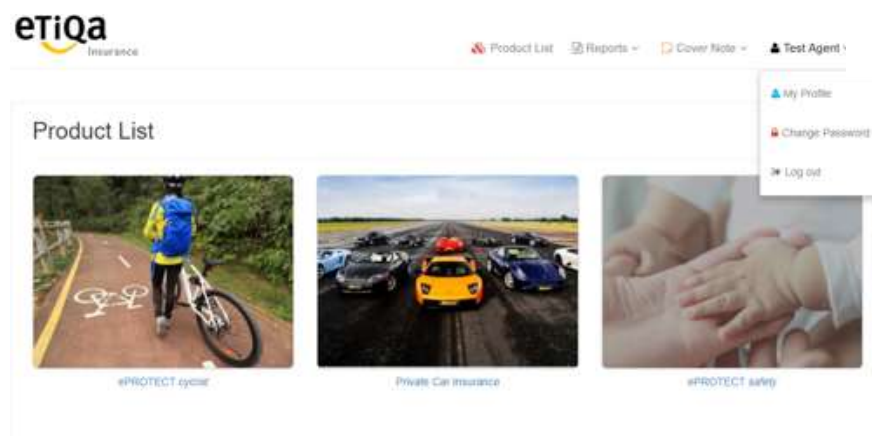 eTiQa
Insurance
Product List
Reports
Cover Note
Test Agent
My Profile
Change Password
Log out
Product List
ePROTECT cyclist
Private Car Insurance
ePROTECT safety